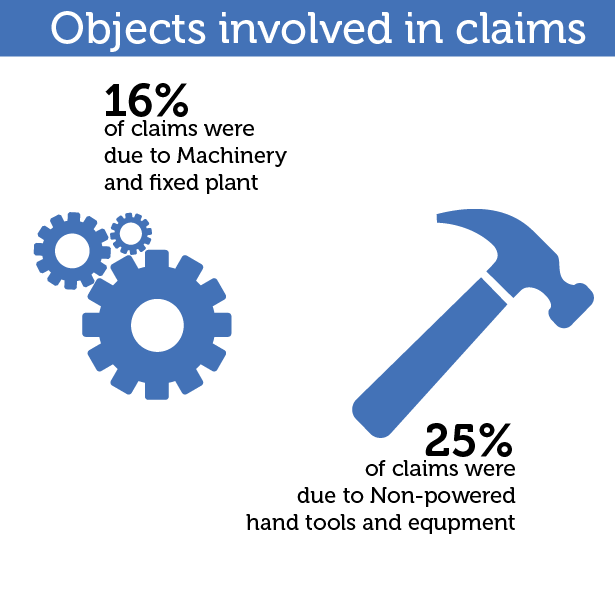 Objects involved in claims
16%
of claims were
due to Machinery
and fixed plant
25%
of claims were
due to Non-powered
hand tools and equpment